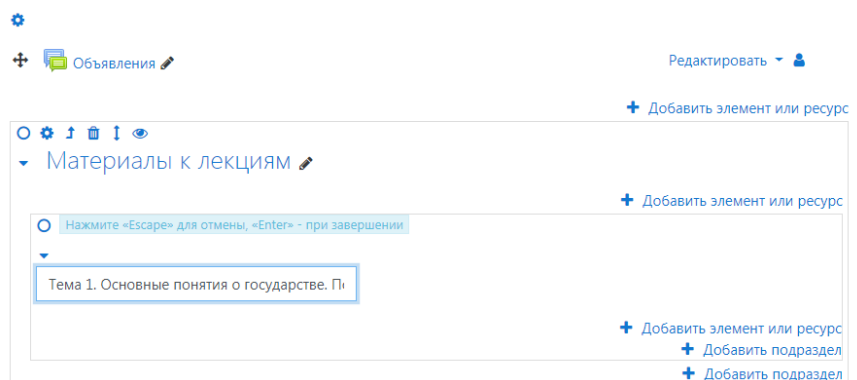 Объявления
Редактировать
Добавить элемент или ресурс
Материалы к лекциям
Добавить элемент или ресурс
Нажмите «Escape» для отмены, «Enter» - при завершении
Тема 1. Основные понятия о государстве.
Добавить элемент или ресурс
Добавить подраздел
Добавить подраздел